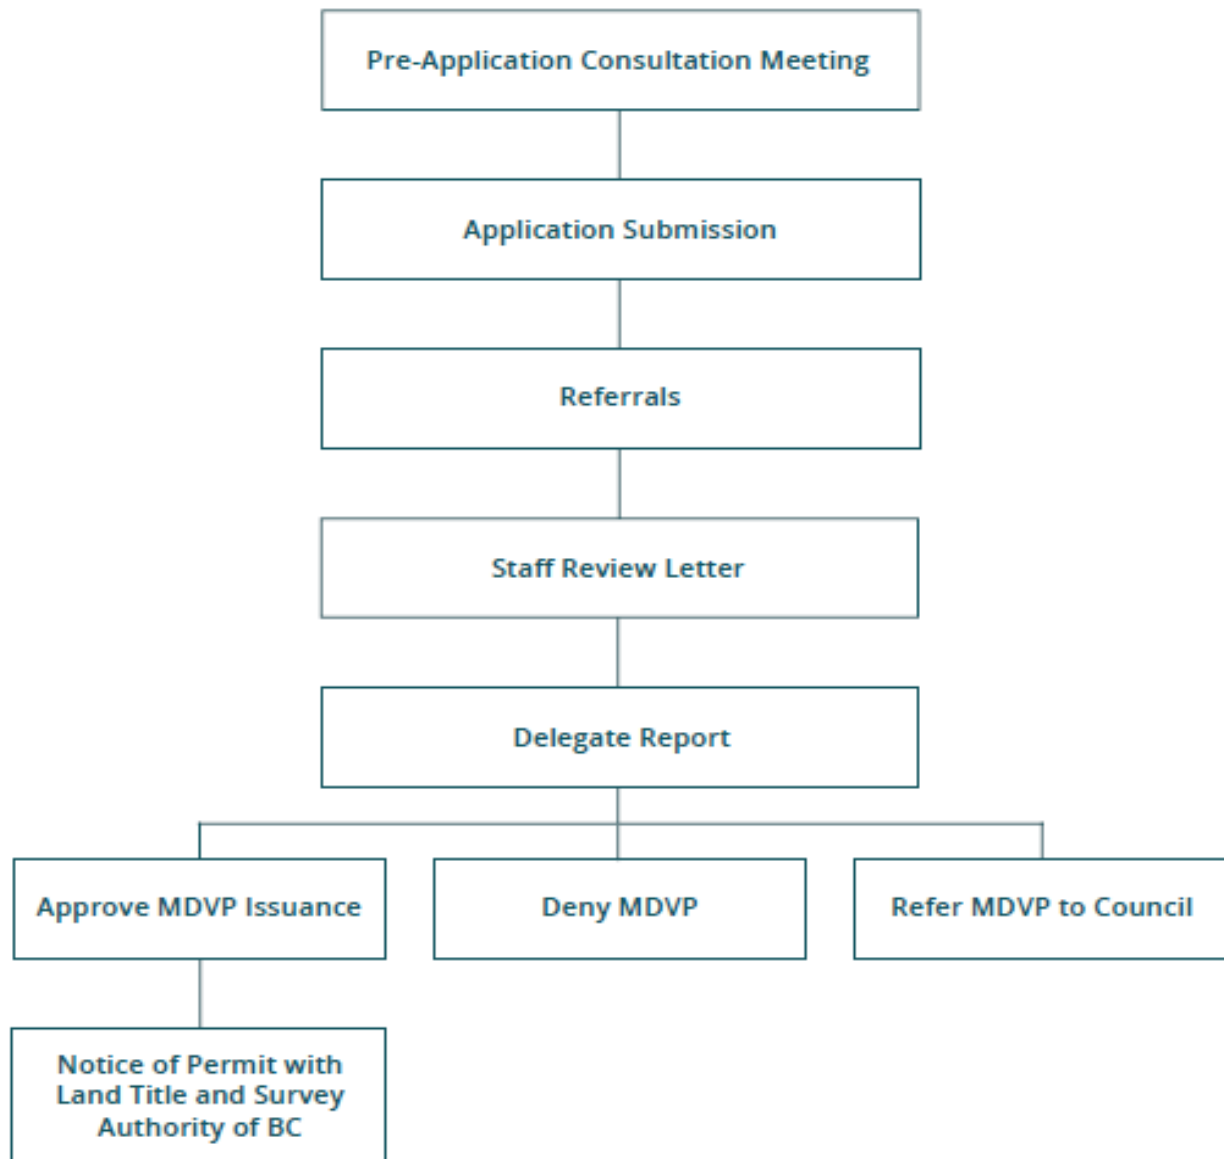 Pre-Application Consultation Meeting
Application Submission
Referrals
Staff Review Letter
Delegate Report
Approve MDVP Issuance
Deny MDVP
Refer MDVP to Council
Notice of Permit with
Land Title and Survey
Authority of BC